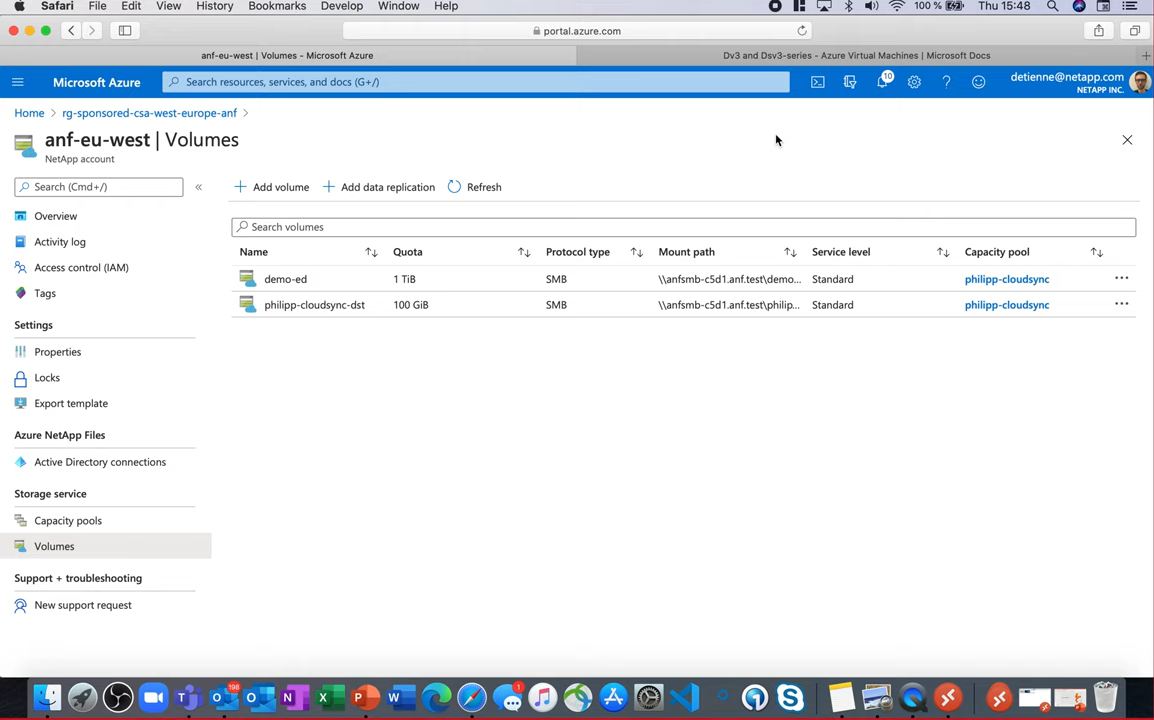 Safari File Edit View History Bookmarks Develop Window Help 100 % Thu 15:48
portal.azure.com
anf-eu-west | Volumes - Microsoft Azure Dv3 and Dsv3-series - Azure Virtual Machines | Microsoft Docs
Microsoft Azure Search resources, services, and docs (G+/) 10 detienne@netapp.com
NETAPP INC.
Home > rg-sponsored-csa-west-europe-anf >
anf-eu-west | Volumes
NetApp account
Search (Cmd+/) « + Add volume + Add data replication Refresh
Overview
Activity log
Access control (IAM)
Tags
Settings
Properties
Locks
Export template
Azure NetApp Files
Active Directory connections
Storage service
Capacity pools
Volumes
Support + troubleshooting
New support request
Search volumes
Name Quota Protocol type Mount path Service level Capacity pool
demo-ed 1 TiB SMB \\anfsmb-c5d1.anf.test\demo... Standard philipp-cloudsync ...
philipp-cloudsync-dst 100 GiB SMB \\anfsmb-c5d1.anf.test\philip... Standard philipp-cloudsync ...
198 1